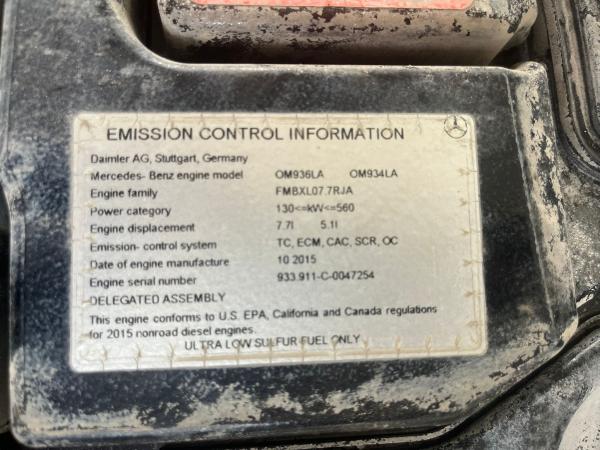 EMISSION CONTROL INFORMATION
Daimler AG, Stuttgart, Germany
Mercedes- Benz engine model OM936LA OM934LA
Engine family FMBXL07.7RJA
Power category 130<=kW<=560
Engine displacement 7.7l 5.1l
Emission- control system TC, ECM, CAC, SCR, OC
Date of engine manufacture 10 2015
Engine serial number 933.911-C-0047254
DELEGATED ASSEMBLY
This engine conforms to U.S. EPA, California and Canada regulations
for 2015 nonroad diesel engines.
ULTRA LOW SULFUR FUEL ONLY